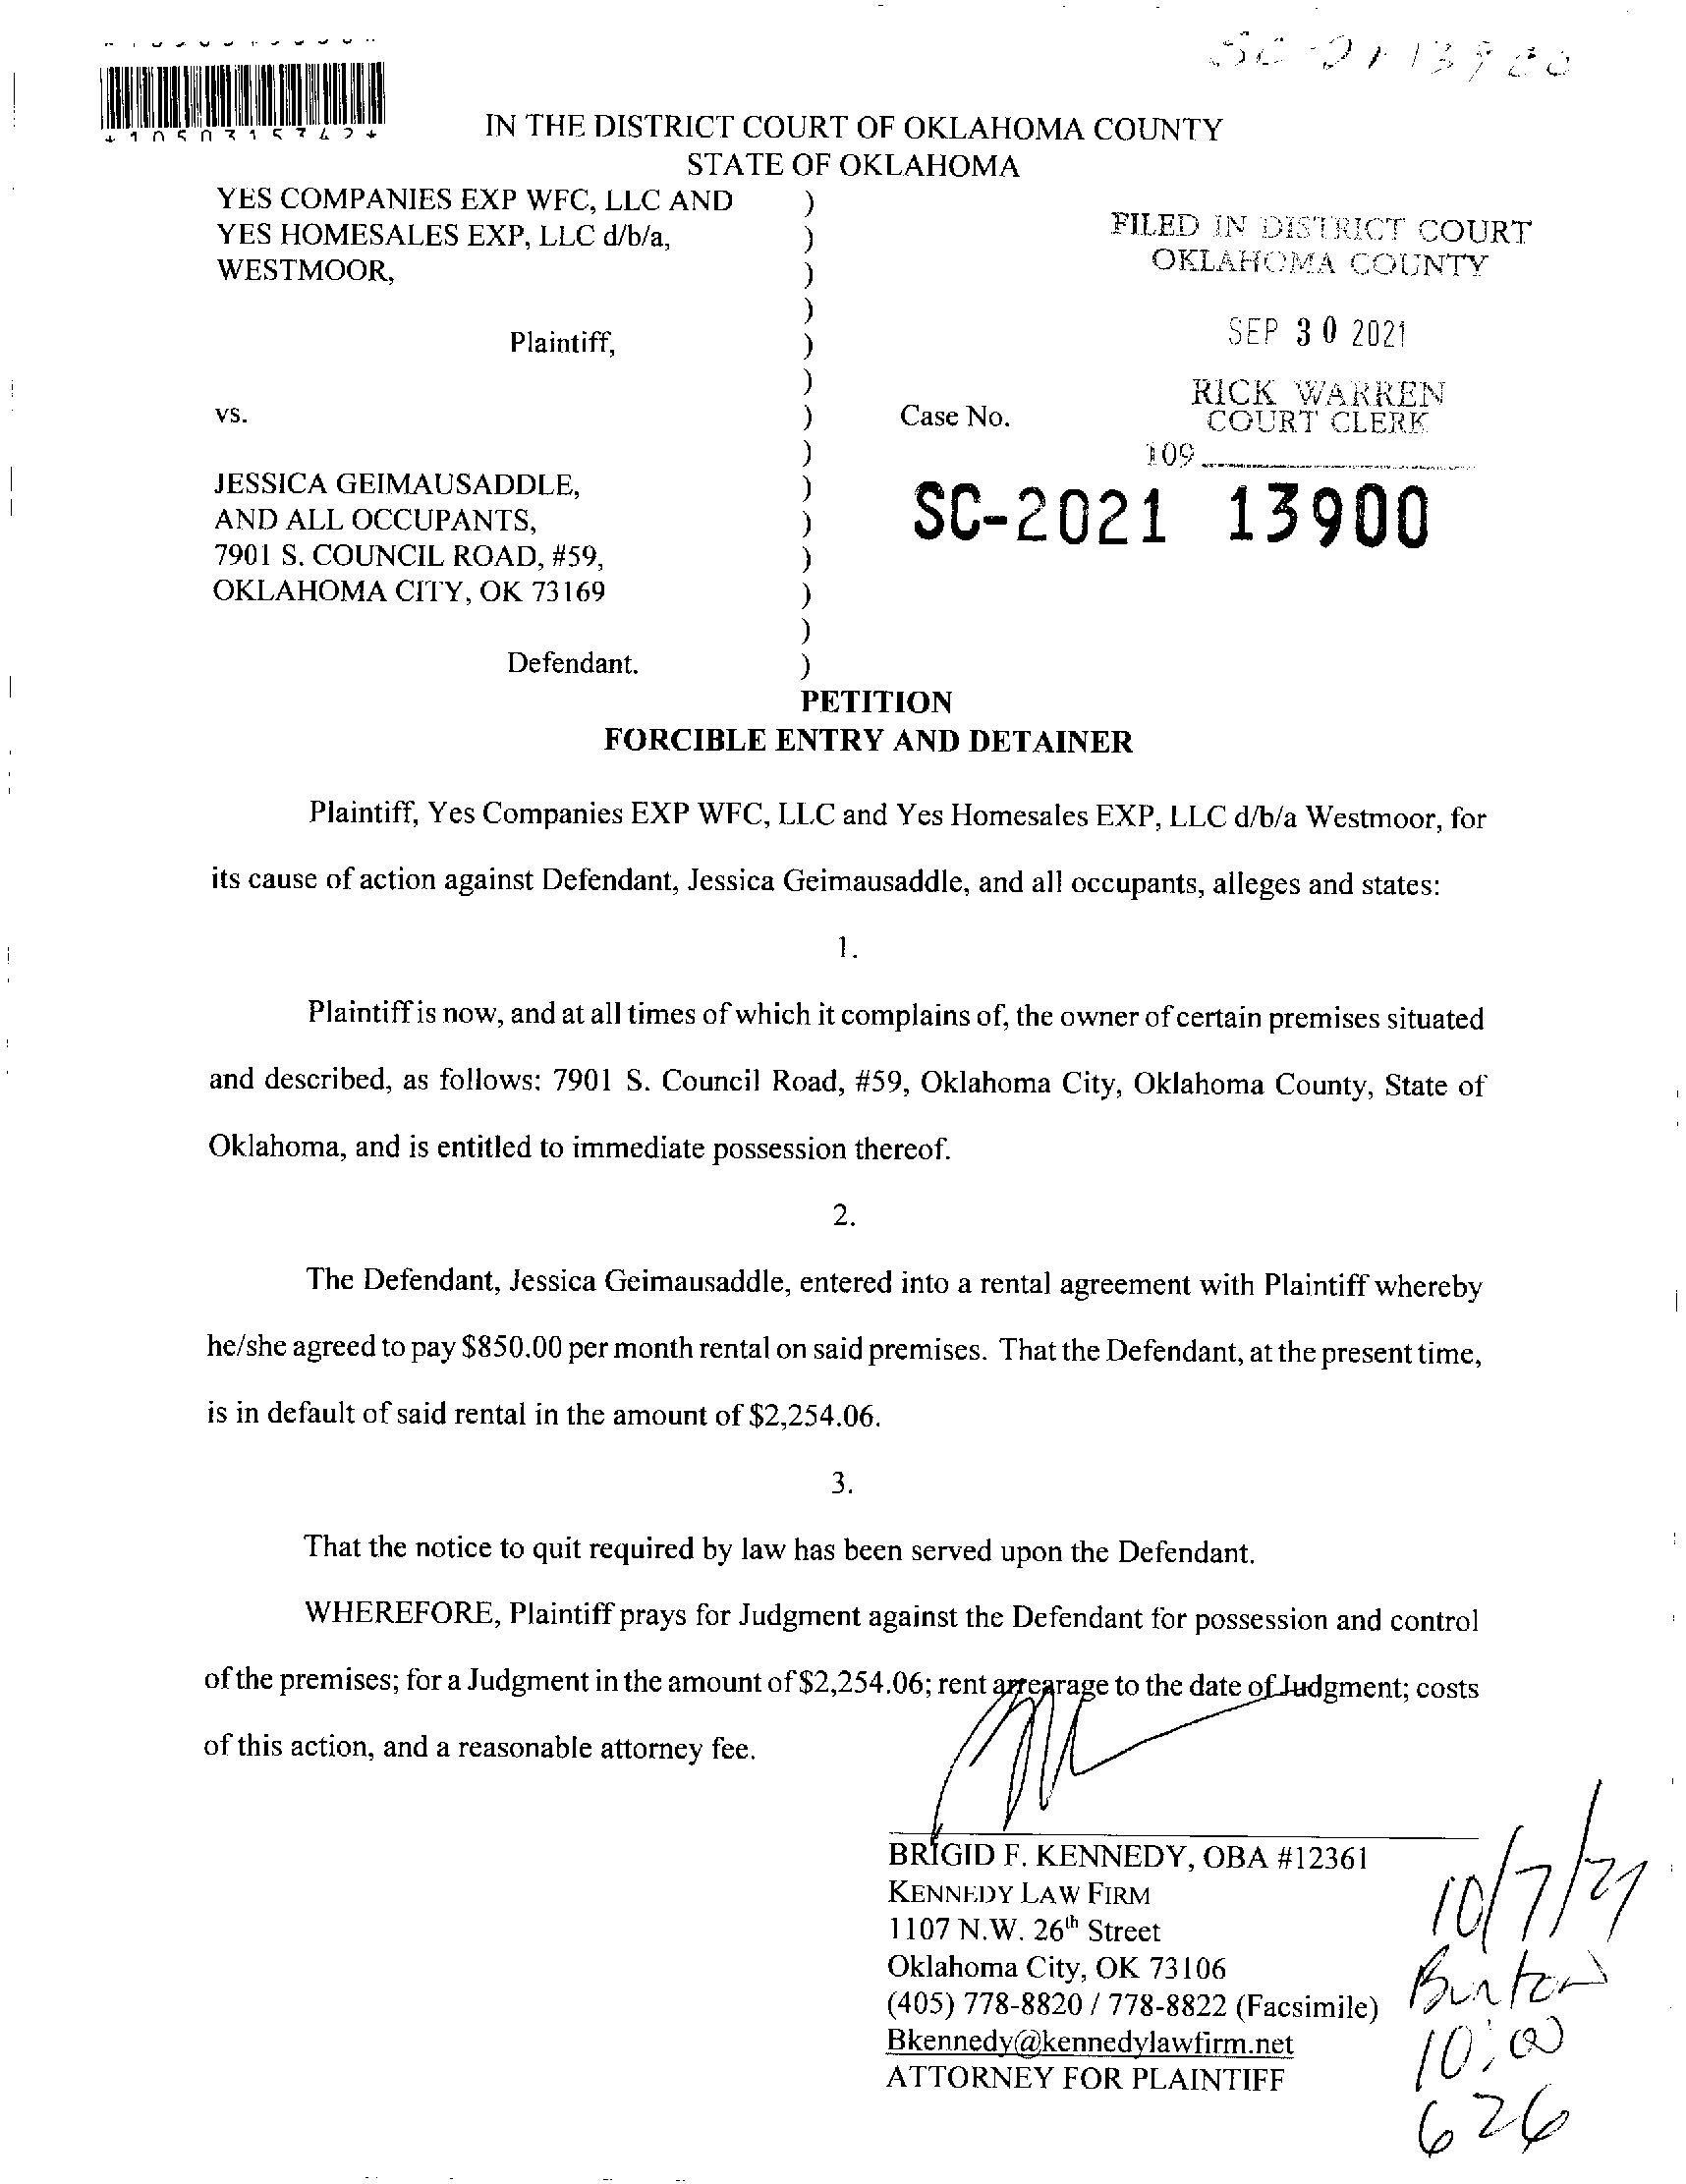 SC-21-13900
*1050315342*
IN THE DISTRICT COURT OF OKLAHOMA COUNTY
STATE OF OKLAHOMA
YES COMPANIES EXP WFC, LLC AND )
YES HOMESALES EXP, LLC d/b/a, )
WESTMOOR, )
)
Plaintiff, )
)
vs. ) Case No.
)
JESSICA GEIMAUSADDLE, )
AND ALL OCCUPANTS, )
7901 S. COUNCIL ROAD, #59, )
OKLAHOMA CITY, OK 73169 )
)
Defendant. )
FILED IN DISTRICT COURT
OKLAHOMA COUNTY
SEP 30 2021
RICK WARREN
COURT CLERK
109
SC-2021 13900
PETITION
FORCIBLE ENTRY AND DETAINER
Plaintiff, Yes Companies EXP WFC, LLC and Yes Homesales EXP, LLC d/b/a Westmoor, for
its cause of action against Defendant, Jessica Geimausaddle, and all occupants, alleges and states:
1.
Plaintiff is now, and at all times of which it complains of, the owner of certain premises situated
and described, as follows: 7901 S. Council Road, #59, Oklahoma City, Oklahoma County, State of
Oklahoma, and is entitled to immediate possession thereof.
2.
The Defendant, Jessica Geimausaddle, entered into a rental agreement with Plaintiff whereby
he/she agreed to pay $850.00 per month rental on said premises. That the Defendant, at the present time,
is in default of said rental in the amount of $2,254.06.
3.
That the notice to quit required by law has been served upon the Defendant.
WHEREFORE, Plaintiff prays for Judgment against the Defendant for possession and control
of the premises; for a Judgment in the amount of $2,254.06; rent arrearage to the date of Judgment; costs
of this action, and a reasonable attorney fee.
BRIGID F. KENNEDY, OBA #12361
KENNEDY LAW FIRM
1107 N.W. 26th Street
Oklahoma City, OK 73106
(405) 778-8820 / 778-8822 (Facsimile)
Bkennedy@kennedylawfirm.net
ATTORNEY FOR PLAINTIFF
10/7/21
Burton
10:00
626